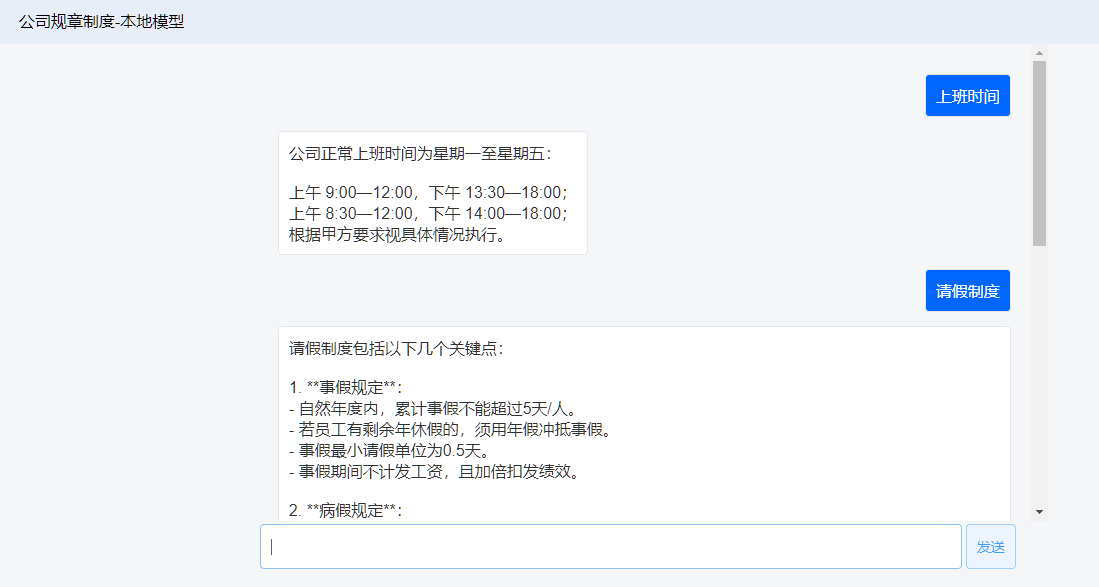 公司规章制度-本地模型
上班时间
公司正常上班时间为星期一至星期五：
上午 9:00—12:00，下午 13:30—18:00；
上午 8:30—12:00，下午 14:00—18:00；
根据甲方要求视具体情况执行。
请假制度
请假制度包括以下几个关键点：
1. **事假规定**：
- 自然年度内，累计事假不能超过5天/人。
- 若员工有剩余年休假的，须用年假冲抵事假。
- 事假最小请假单位为0.5天。
- 事假期间不计发工资，且加倍扣发绩效。
2. **病假规定**：
发送